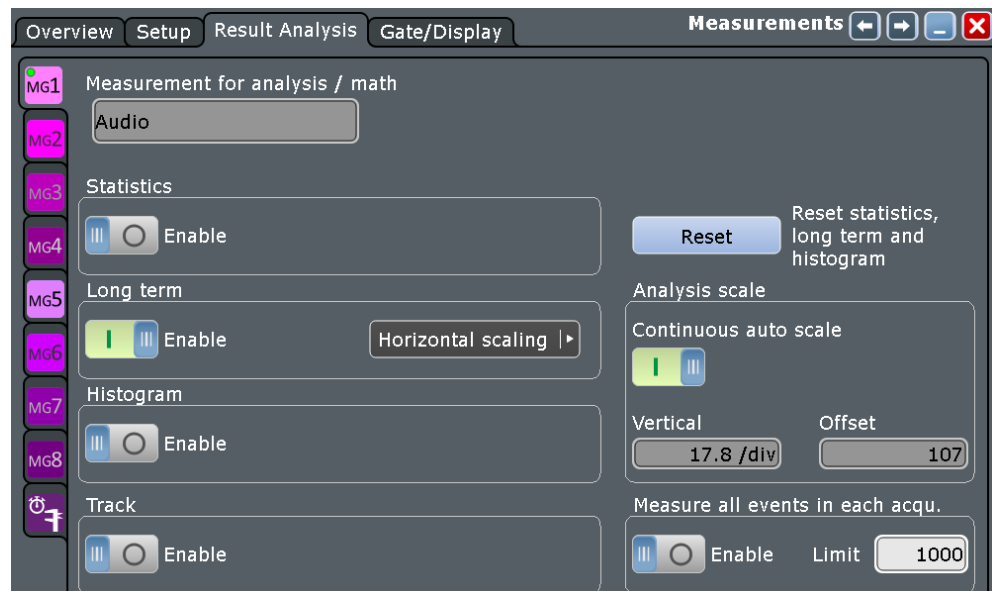 Overview Setup Result Analysis Gate/Display Measurements
MG1
MG2
MG3
MG4
MG5
MG6
MG7
MG8
Measurement for analysis / math
Audio
Statistics
Enable
Reset
Reset statistics,
long term and
histogram
Long term
Enable Horizontal scaling
Analysis scale
Continuous auto scale
Histogram
Enable
Vertical Offset
17.8 /div 107
Track
Enable
Measure all events in each acqu.
Enable Limit 1000